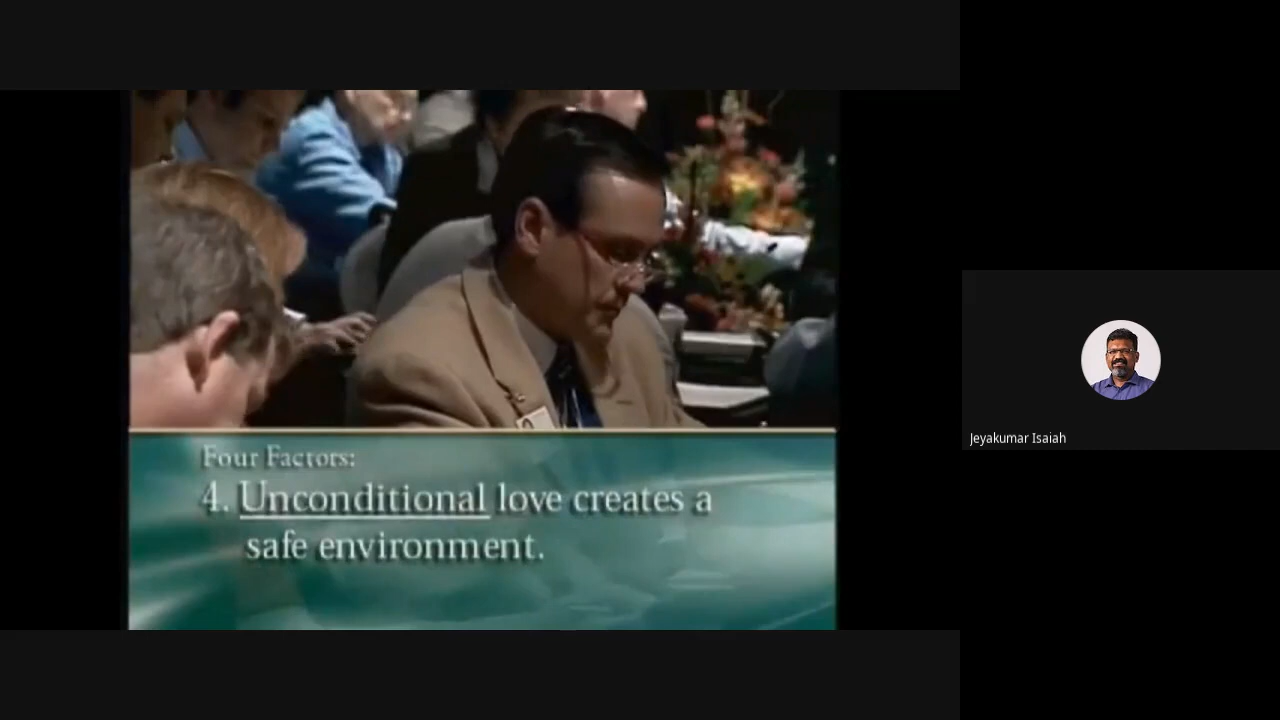 Four Factors:
4. Unconditional love creates a
safe environment.
Jeyakumar Isaiah